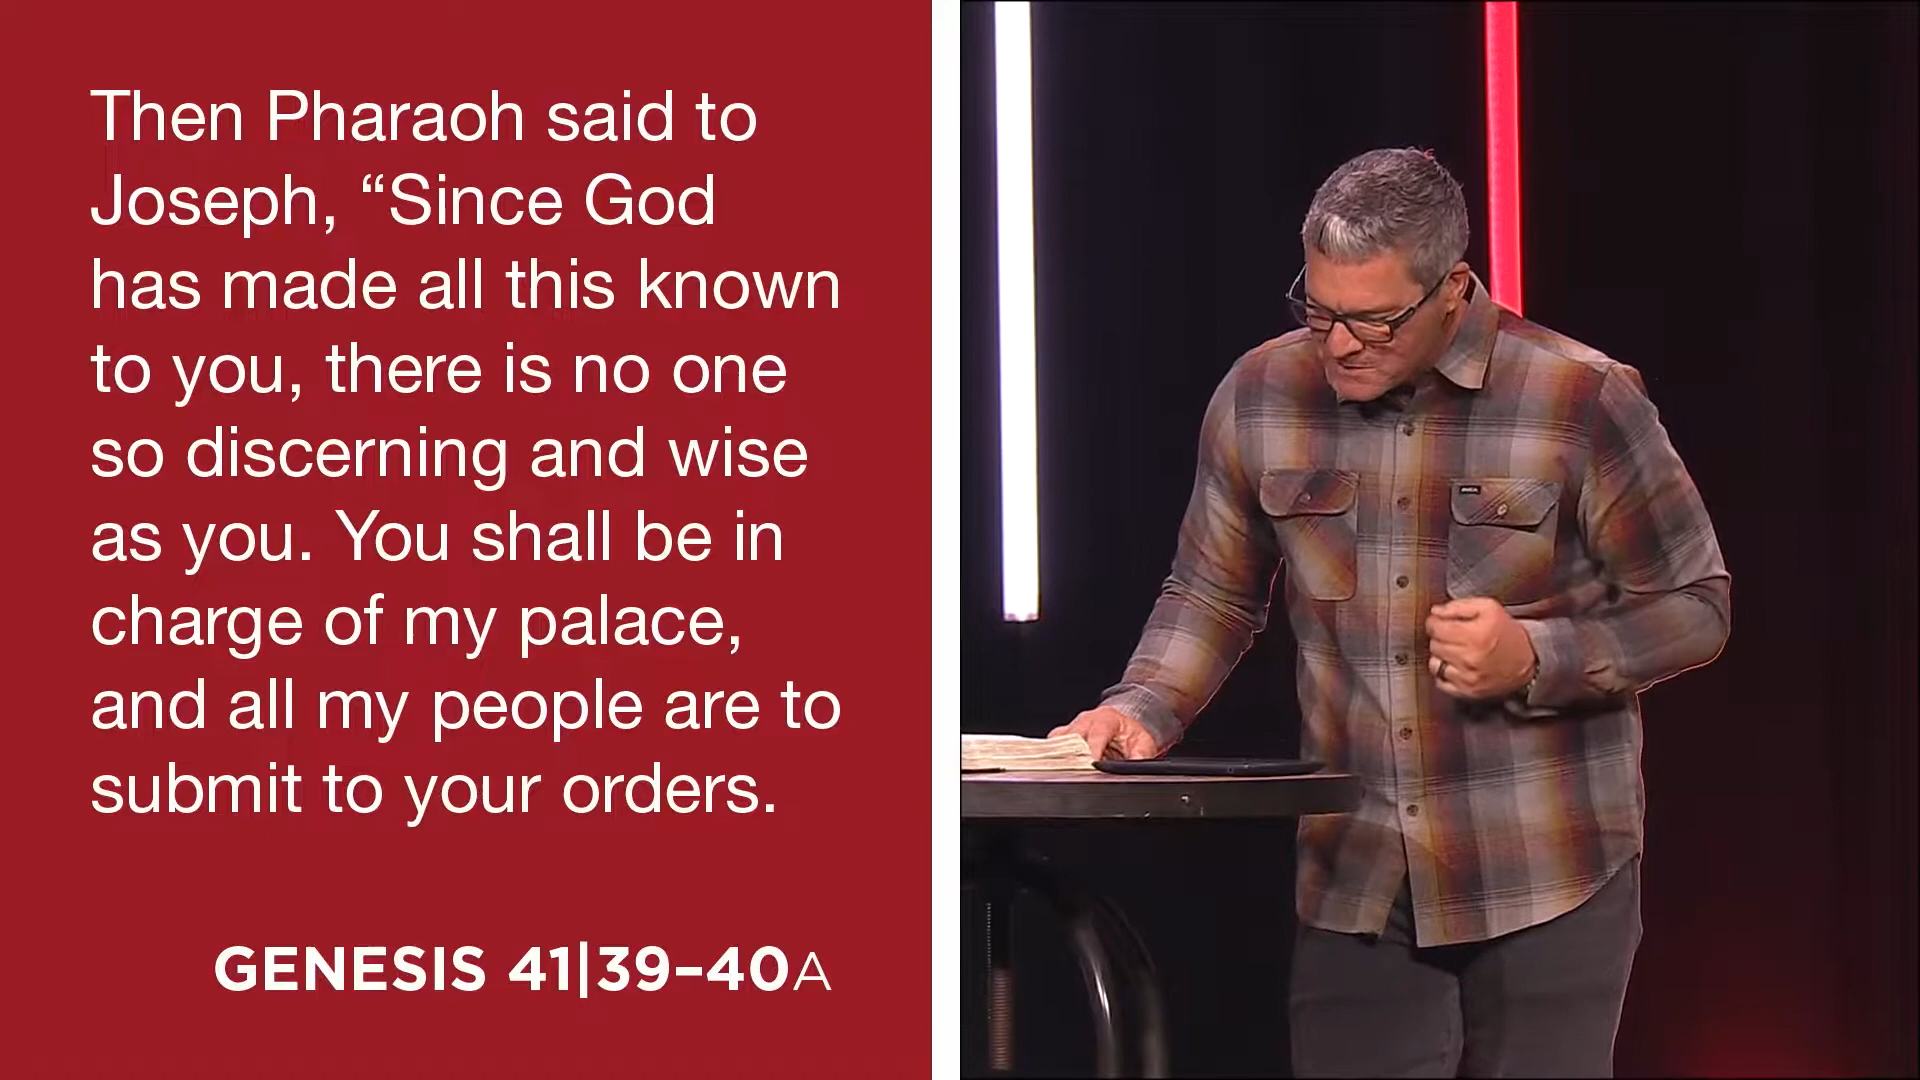 Then Pharaoh said to
Joseph, “Since God
has made all this known
to you, there is no one
so discerning and wise
as you. You shall be in
charge of my palace,
and all my people are to
submit to your orders.
GENESIS 41|39–40A